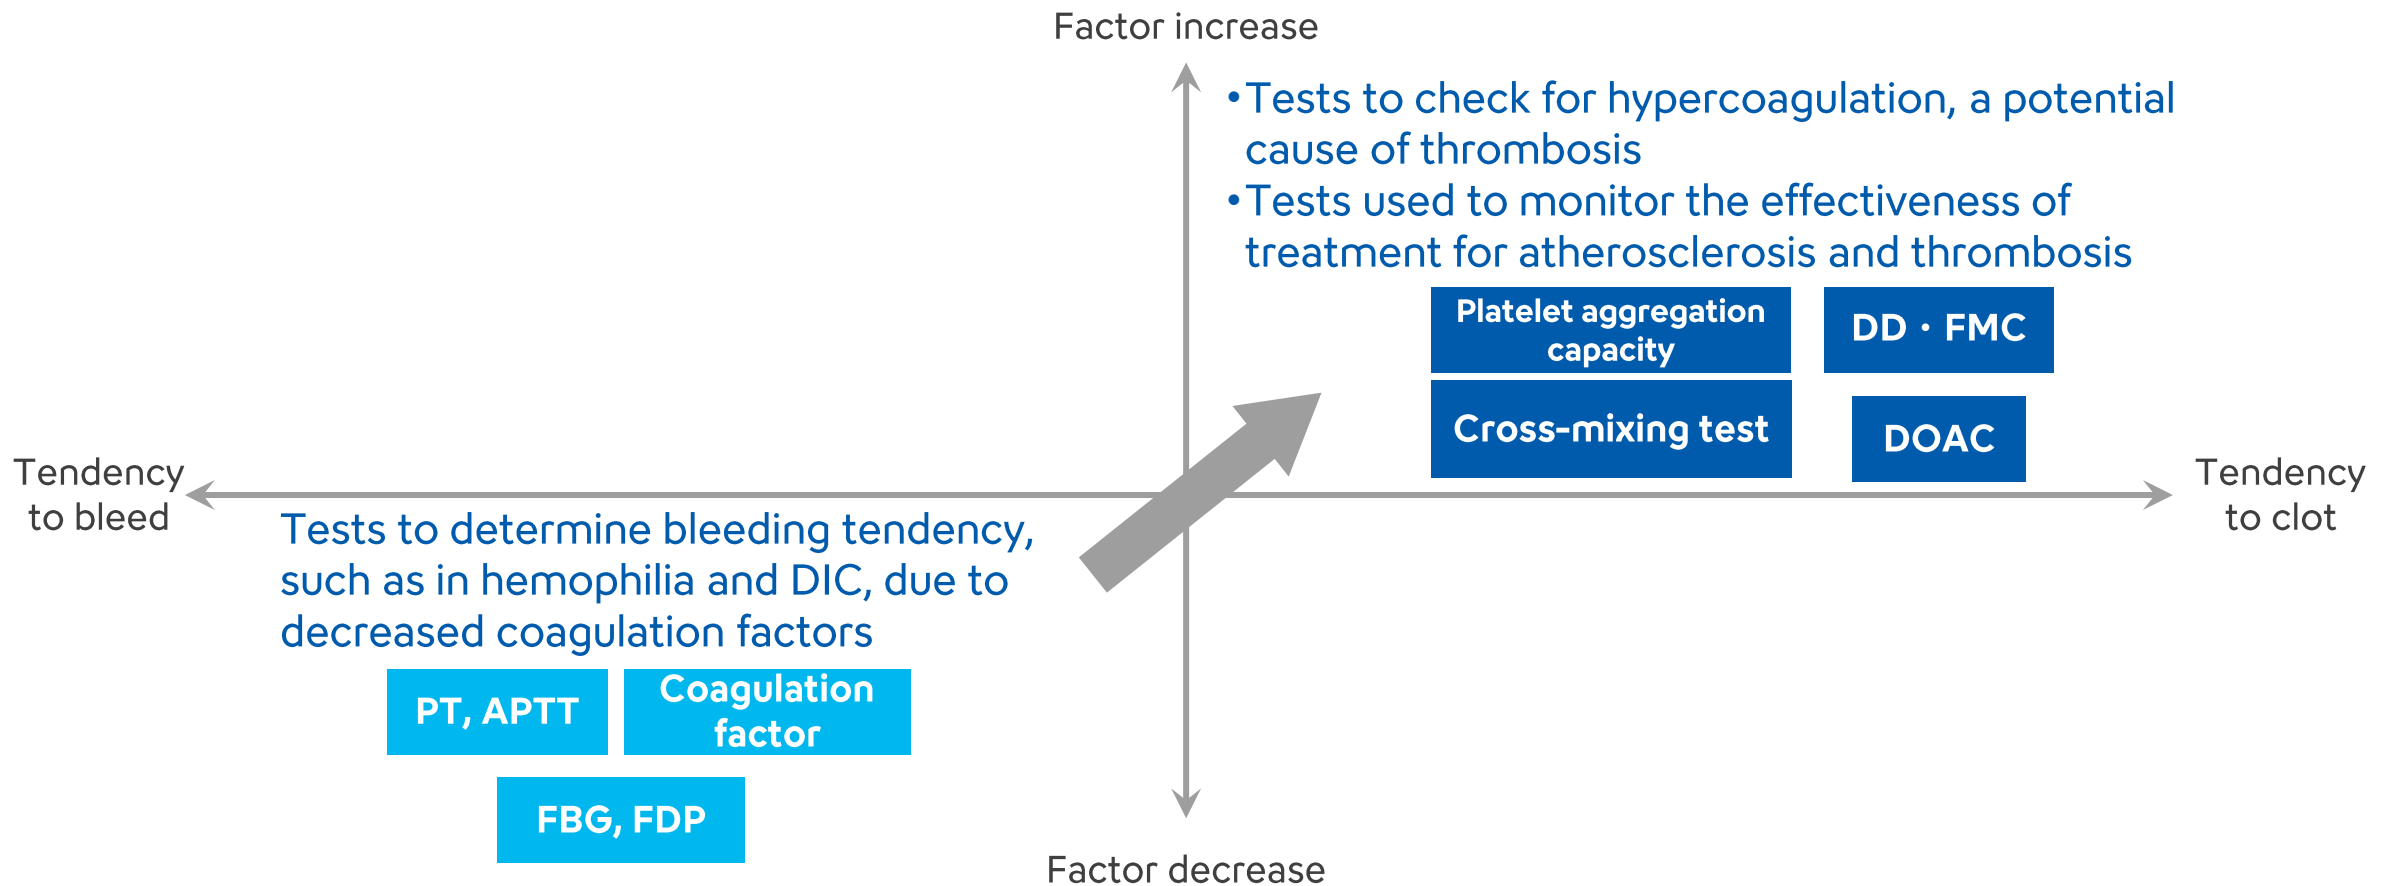 Factor increase
•Tests to check for hypercoagulation, a potential
cause of thrombosis
•Tests used to monitor the effectiveness of
treatment for atherosclerosis and thrombosis
Platelet aggregation
capacity
DD・FMC
Cross-mixing test
DOAC
Tendency
to bleed
Tendency
to clot
Tests to determine bleeding tendency,
such as in hemophilia and DIC, due to
decreased coagulation factors
PT, APTT
Coagulation
factor
FBG, FDP
Factor decrease